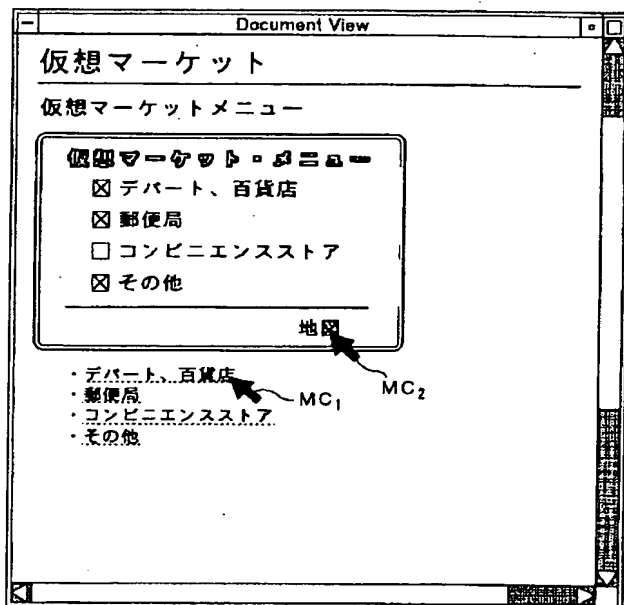 Document View
仮想マーケット
仮想マーケットメニュー
仮想マーケット・メニュー
デパート、百貨店
郵便局
コンビニエンスストア
その他
地図
MC2
・デパート、百貨店
MC1
・郵便局
・コンビニエンスストア
・その他